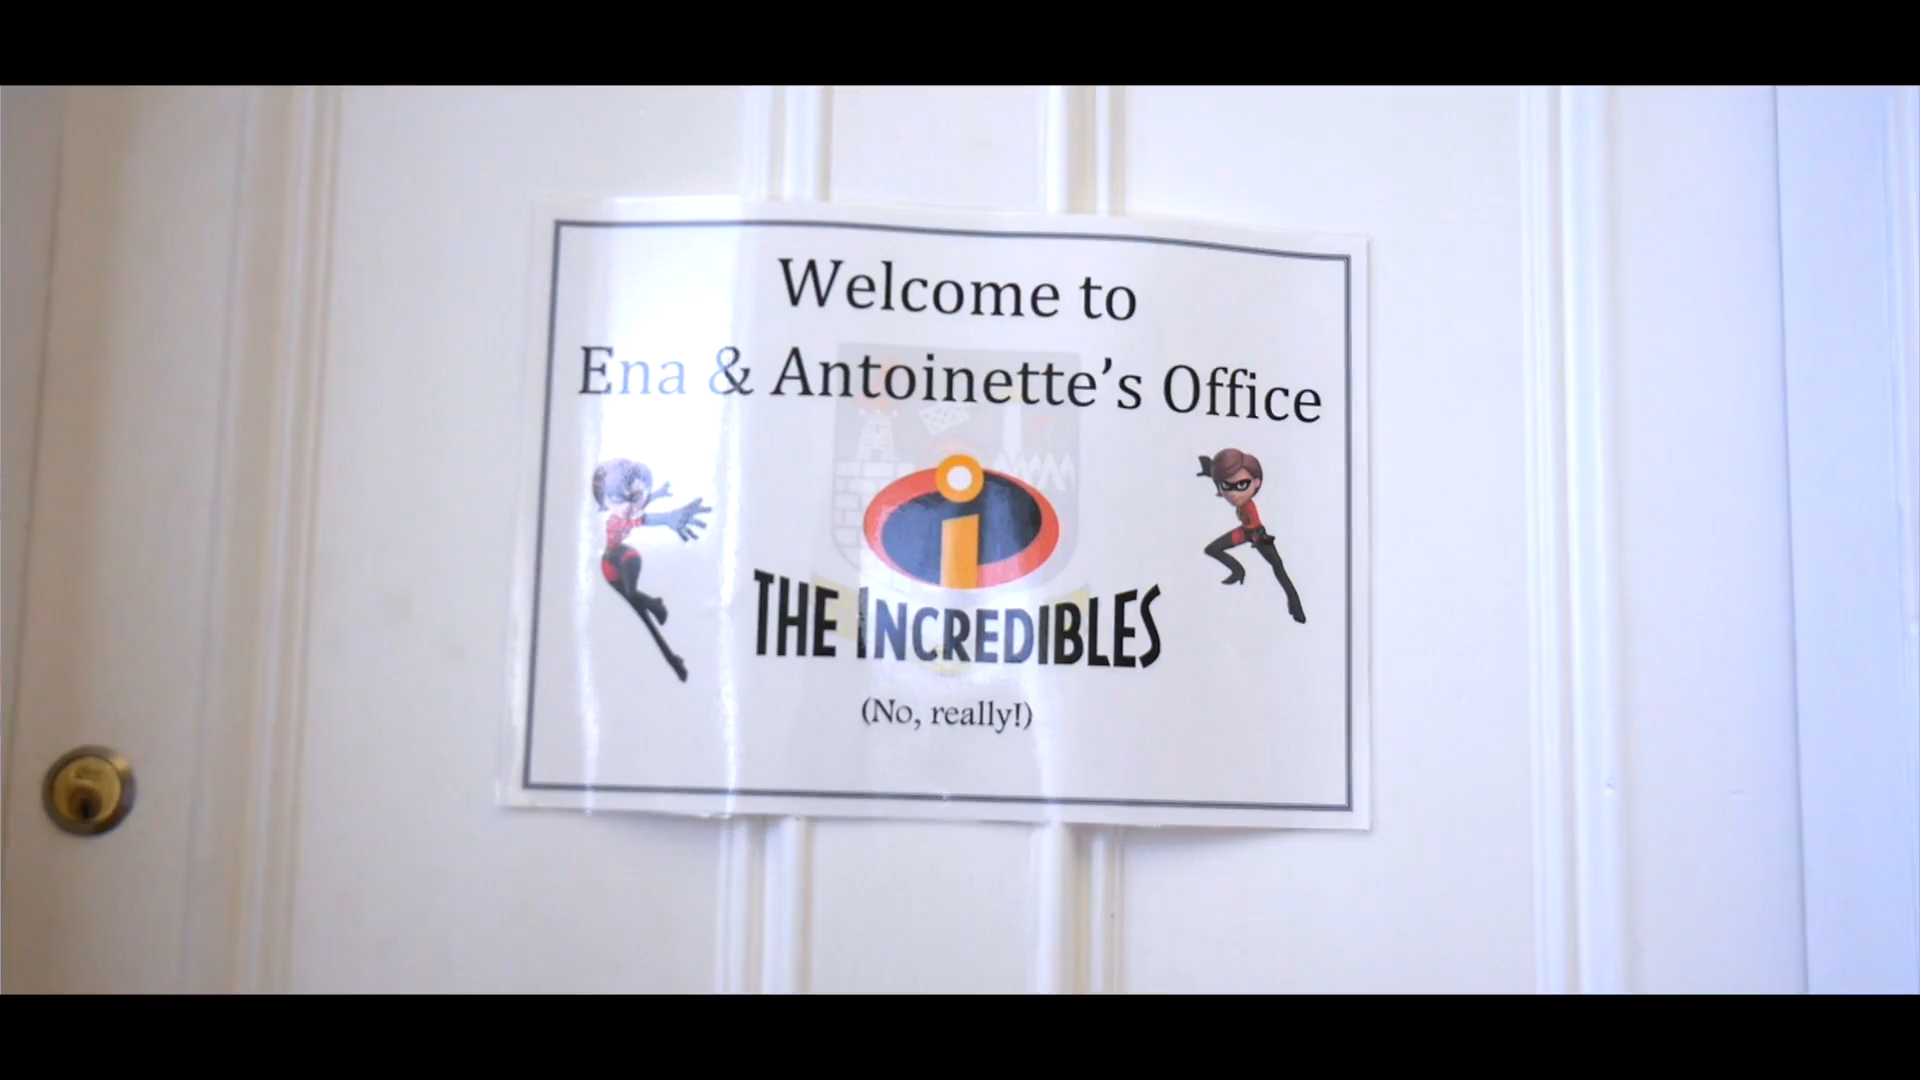 Welcome to
Ena & Antoinette’s Office
THE INCREDIBLES
(No, really!)